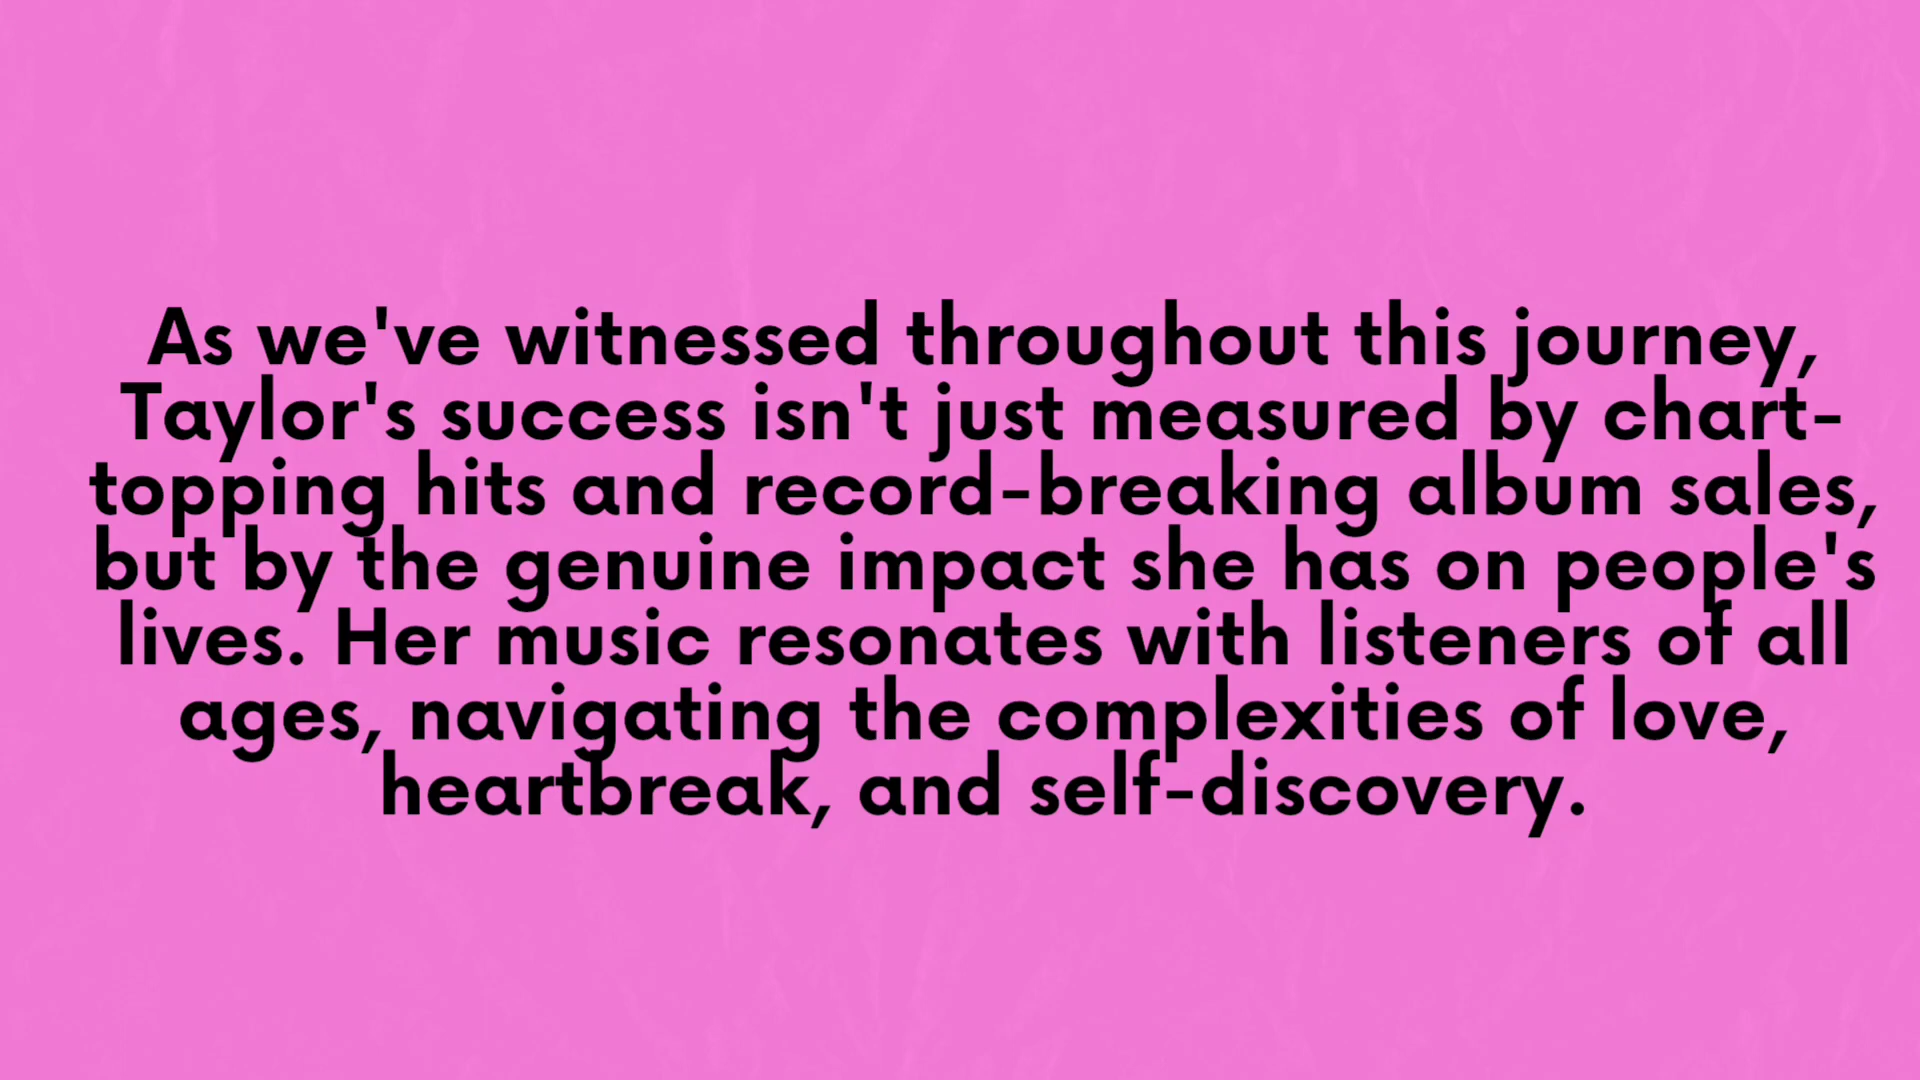 As we've witnessed throughout this journey,
Taylor's success isn't just measured by chart-
topping hits and record-breaking album sales,
but by the genuine impact she has on people's
lives. Her music resonates with listeners of all
ages, navigating the complexities of love,
heartbreak, and self-discovery.